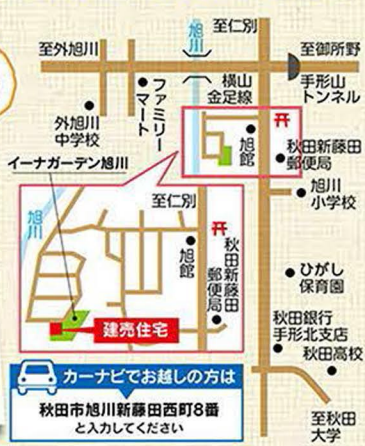 至仁別
旭川
至外旭川
至御所野
ファミリー
マート
横山
金足線
手形山
トンネル
外旭川
中学校
旭館
秋田新藤田
郵便局
イーナガーデン旭川
旭川
小学校
至仁別
旭川
旭館
秋田新藤田
郵便局
ひがし
保育園
建売住宅
秋田銀行
手形北支店
秋田高校
カーナビでお越しの方は
秋田市旭川新藤田西町8番
と入力してください
至秋田
大学